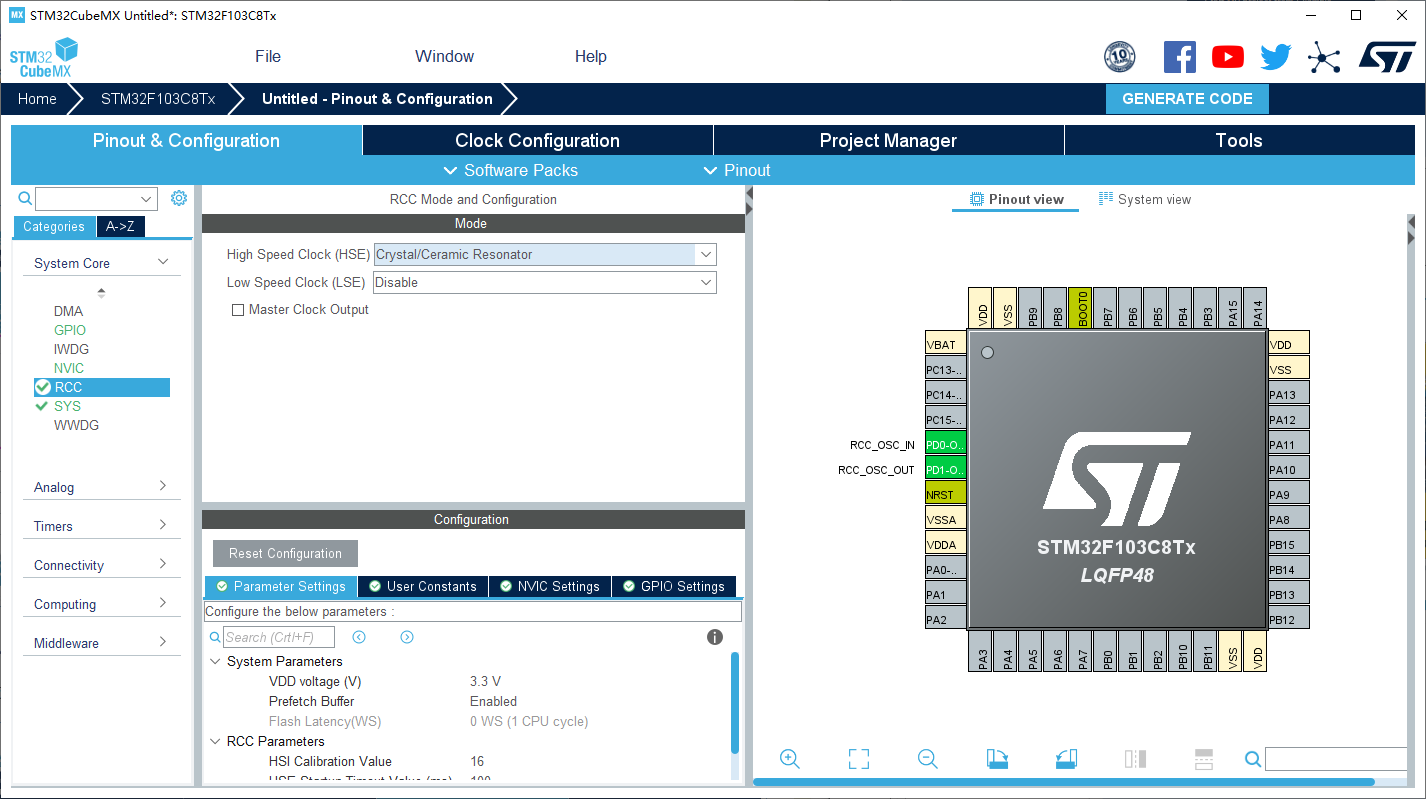 MX STM32CubeMX Untitled*: STM32F103C8Tx
STM32
CubeMX
File Window Help
10
Home STM32F103C8Tx Untitled - Pinout & Configuration GENERATE CODE
Pinout & Configuration Clock Configuration Project Manager Tools
Software Packs Pinout
Categories A->Z
System Core
DMA
GPIO
IWDG
NVIC
RCC
SYS
WWDG
Analog
Timers
Connectivity
Computing
Middleware
RCC Mode and Configuration
Mode
High Speed Clock (HSE) Crystal/Ceramic Resonator
Low Speed Clock (LSE) Disable
Master Clock Output
Configuration
Reset Configuration
Parameter Settings User Constants NVIC Settings GPIO Settings
Configure the below parameters :
Search (Crtl+F)
System Parameters
VDD voltage (V) 3.3 V
Prefetch Buffer Enabled
Flash Latency(WS) 0 WS (1 CPU cycle)
RCC Parameters
HSI Calibration Value 16
HSE Startup Timeout Value (ms) 100
Pinout view System view
VDD VSS PB9 PB8 BOOT0 PB7 PB6 PB5 PB4 PB3 PA15 PA14
VBAT
PC13-..
PC14-..
PC15-..
RCC_OSC_IN PD0-O..
RCC_OSC_OUT PD1-O..
NRST
VSSA
VDDA
PA0-..
PA1
PA2
ST
STM32F103C8Tx
LQFP48
VDD
VSS
PA13
PA12
PA11
PA10
PA9
PA8
PB15
PB14
PB13
PB12
PA3 PA4 PA5 PA6 PA7 PB0 PB1 PB2 PB10 PB11 VSS VDD